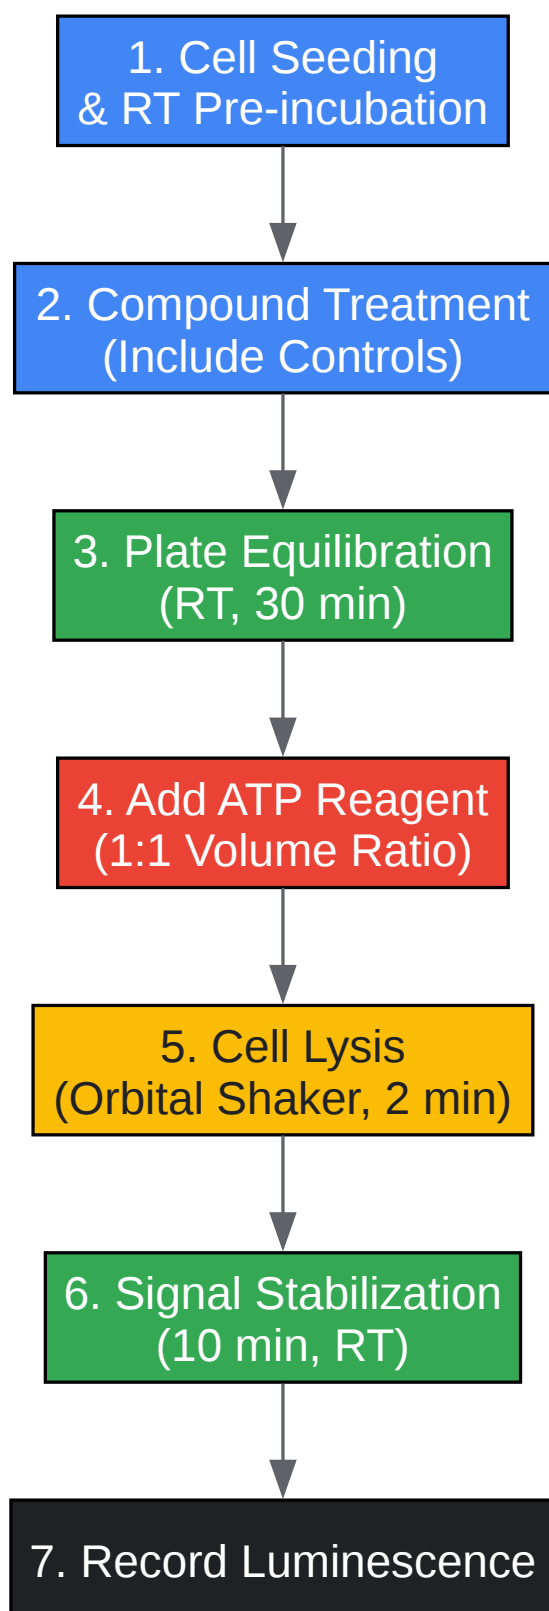 1. Cell Seeding
& RT Pre-incubation
2. Compound Treatment
(Include Controls)
3. Plate Equilibration
(RT, 30 min)
4. Add ATP Reagent
(1:1 Volume Ratio)
5. Cell Lysis
(Orbital Shaker, 2 min)
6. Signal Stabilization
(10 min, RT)
7. Record Luminescence